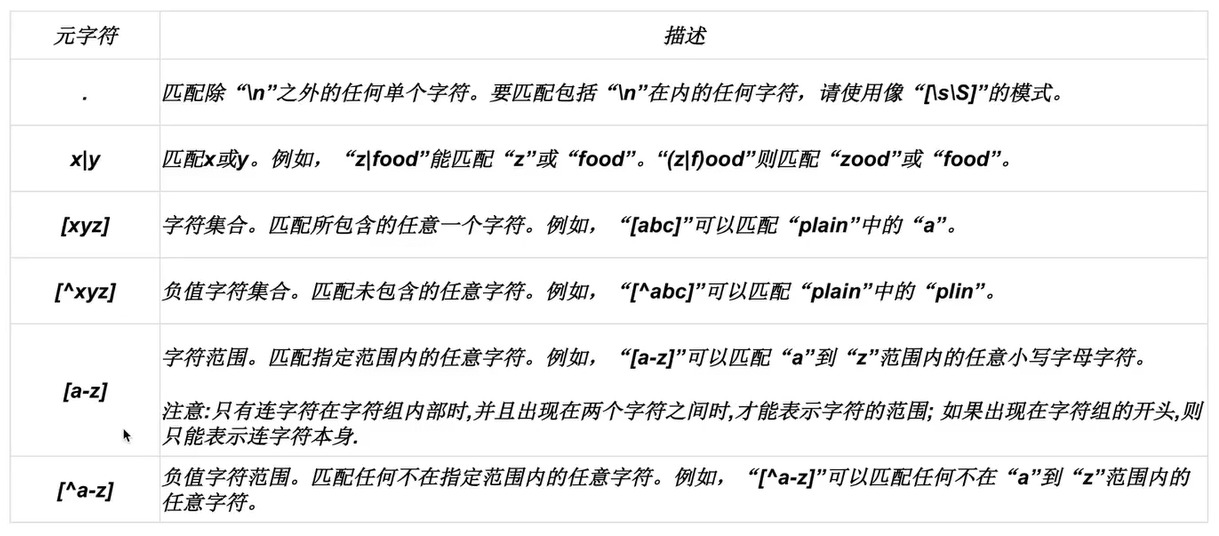 元字符 描述
. 匹配除“\n”之外的任何单个字符。要匹配包括“\n”在内的任何字符，请使用像“[\s\S]”的模式。
x|y 匹配x或y。例如，“z|food”能匹配“z”或“food”。“(z|f)ood”则匹配“zood”或“food”。
[xyz] 字符集合。匹配所包含的任意一个字符。例如，“[abc]”可以匹配“plain”中的“a”。
[^xyz] 负值字符集合。匹配未包含的任意字符。例如，“[^abc]”可以匹配“plain”中的“plin”。
[a-z] 字符范围。匹配指定范围内的任意字符。例如，“[a-z]”可以匹配“a”到“z”范围内的任意小写字母字符。
注意:只有连字符在字符组内部时,并且出现在两个字符之间时,才能表示字符的范围; 如果出现在字符组的开头,则
只能表示连字符本身.
[^a-z] 负值字符范围。匹配任何不在指定范围内的任意字符。例如，“[^a-z]”可以匹配任何不在“a”到“z”范围内的
任意字符。